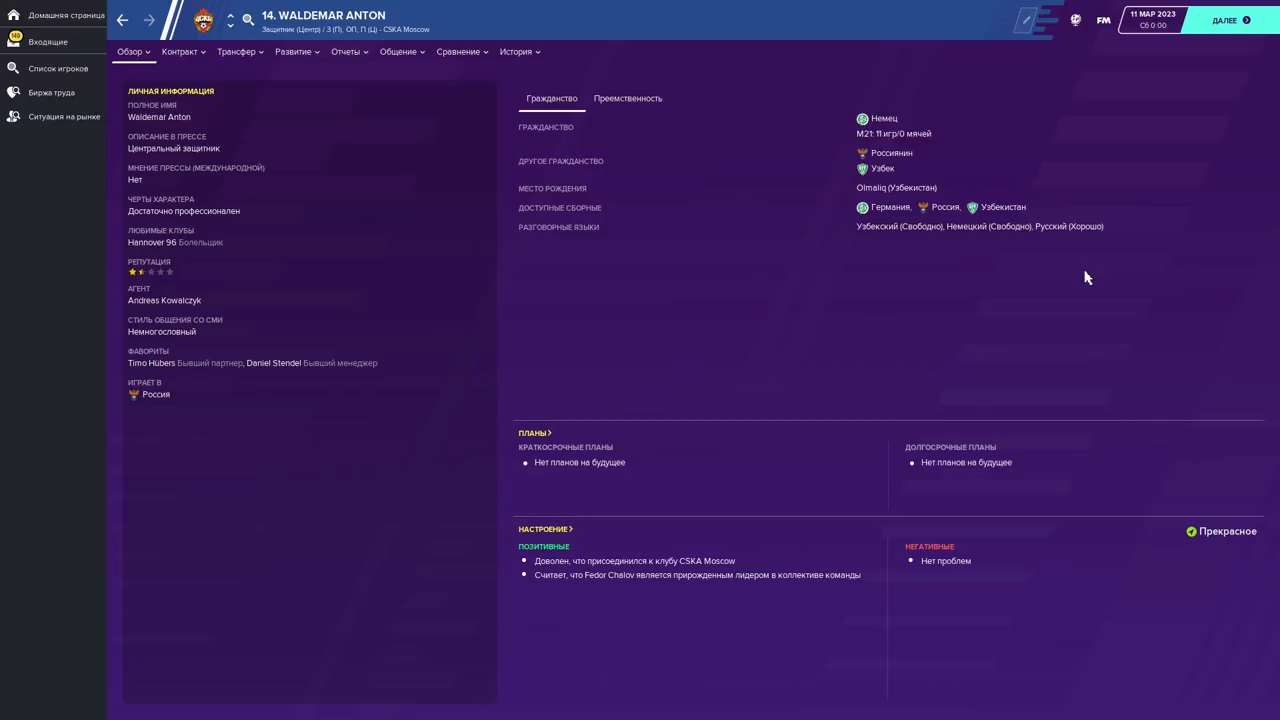 Домашняя страница
149
Входящие
Список игроков
Биржа труда
Ситуация на рынке
14. WALDEMAR ANTON
Защитник (Центр) / З (П), ОП, П (Ц) - CSKA Moscow
FM
11 МАР 2023
Сб 0:00
ДАЛЕЕ
Обзор
Контракт
Трансфер
Развитие
Отчеты
Общение
Сравнение
История
ЛИЧНАЯ ИНФОРМАЦИЯ
ПОЛНОЕ ИМЯ
Waldemar Anton
ОПИСАНИЕ В ПРЕССЕ
Центральный защитник
МНЕНИЕ ПРЕССЫ (МЕЖДУНАРОДНОЙ)
Нет
ЧЕРТЫ ХАРАКТЕРА
Достаточно профессионален
ЛЮБИМЫЕ КЛУБЫ
Hannover 96 Болельщик
РЕПУТАЦИЯ
АГЕНТ
Andreas Kowalczyk
СТИЛЬ ОБЩЕНИЯ СО СМИ
Немногословный
ФАВОРИТЫ
Timo Hübers Бывший партнер, Daniel Stendel Бывший менеджер
ИГРАЕТ В
Россия
Гражданство
Преемственность
ГРАЖДАНСТВО
Немец
М21: 11 игр/0 мячей
ДРУГОЕ ГРАЖДАНСТВО
Россиянин
Узбек
МЕСТО РОЖДЕНИЯ
Olmaliq (Узбекистан)
ДОСТУПНЫЕ СБОРНЫЕ
Германия, Россия, Узбекистан
РАЗГОВОРНЫЕ ЯЗЫКИ
Узбекский (Свободно), Немецкий (Свободно), Русский (Хорошо)
ПЛАНЫ
КРАТКОСРОЧНЫЕ ПЛАНЫ
Нет планов на будущее
ДОЛГОСРОЧНЫЕ ПЛАНЫ
Нет планов на будущее
НАСТРОЕНИЕ
Прекрасное
ПОЗИТИВНЫЕ
Доволен, что присоединился к клубу CSKA Moscow
Считает, что Fedor Chalov является прирожденным лидером в коллективе команды
НЕГАТИВНЫЕ
Нет проблем